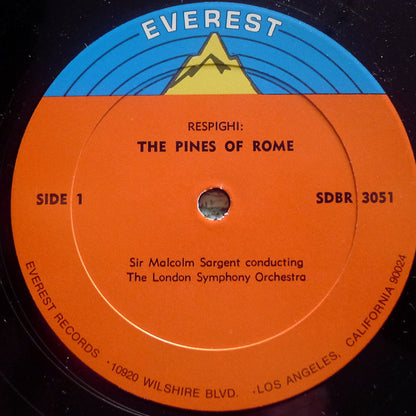 EVEREST
RESPIGHI:
THE PINES OF ROME
SIDE 1
SDBR 3051
Sir Malcolm Sargent conducting
The London Symphony Orchestra
EVEREST RECORDS · 10920 WILSHIRE BLVD. · LOS ANGELES, CALIFORNIA 90024